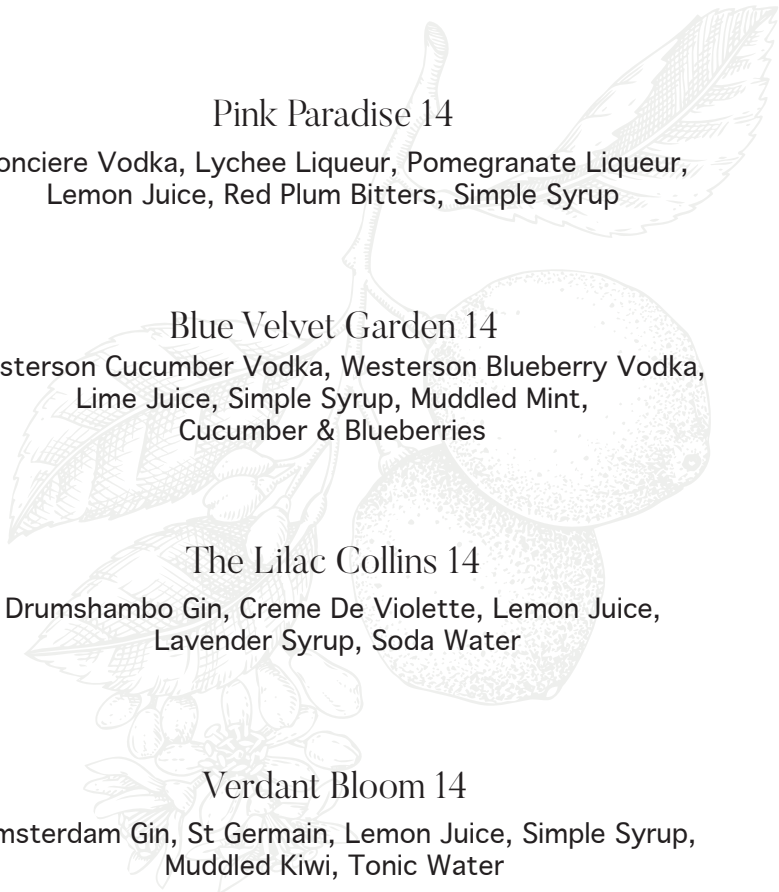 Pink Paradise 14
Vodka, Lychee Liqueur, Pomegranate Liqueur,
Lemon Juice, Red Plum Bitters, Simple Syrup
Blue Velvet Garden 14
Cucumber Vodka, Westerson Blueberry Vodka,
Lime Juice, Simple Syrup, Muddled Mint,
Cucumber & Blueberries
The Lilac Collins 14
Drumshambo Gin, Creme De Violette, Lemon Juice,
Lavender Syrup, Soda Water
Verdant Bloom 14
Gin, St Germain, Lemon Juice, Simple Syrup,
Muddled Kiwi, Tonic Water